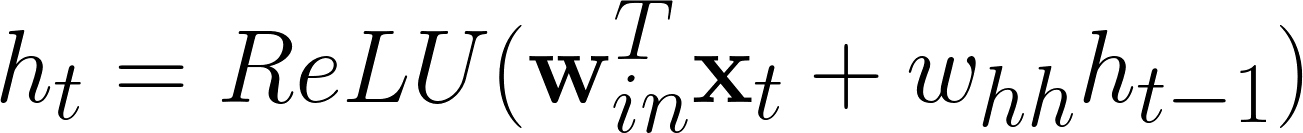 h_t = ReLU(\mathbf{w}_{in}^T \mathbf{x}_t + w_{hh} h_{t-1})